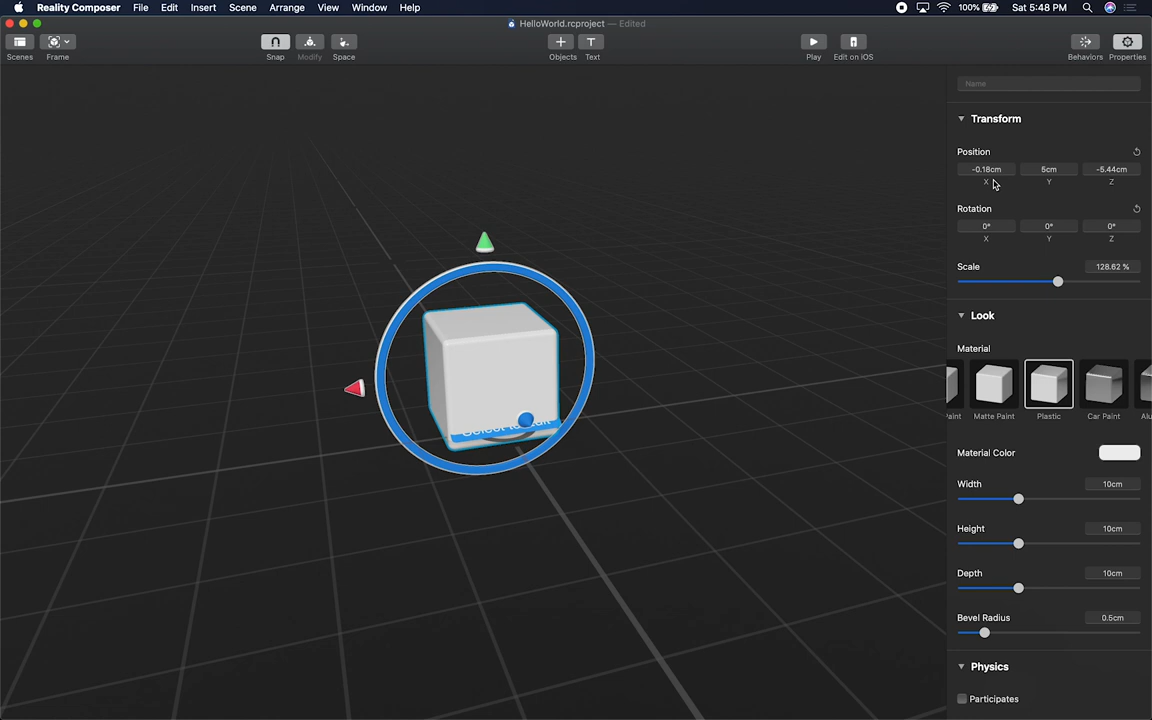 Reality Composer File Edit Insert Scene Arrange View Window Help 100% Sat 5:48 PM
HelloWorld.rcproject — Edited
Scenes Frame Snap Modify Space Objects Text Play Edit on iOS Behaviors Properties
Name
Transform
Position
-0.18cm 5cm -5.44cm
X Y Z
Rotation
0° 0° 0°
X Y Z
Scale 128.62 %
Look
Material
Paint Matte Paint Plastic Car Paint Alu
Material Color
Width 10cm
Height 10cm
Depth 10cm
Bevel Radius 0.5cm
Physics
Participates